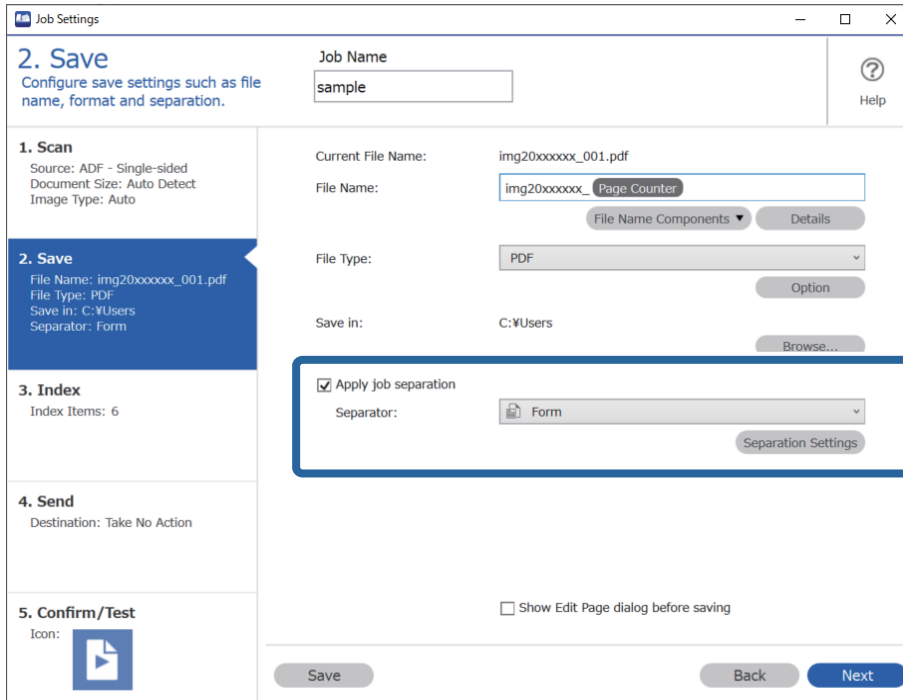 Job Settings
2. Save
Configure save settings such as file
name, format and separation.
Job Name
sample
Help
1. Scan
Source: ADF - Single-sided
Document Size: Auto Detect
Image Type: Auto
2. Save
File Name: img20xxxxxx_001.pdf
File Type: PDF
Save in: C:¥Users
Separator: Form
3. Index
Index Items: 6
4. Send
Destination: Take No Action
5. Confirm/Test
Icon:
Current File Name: img20xxxxxx_001.pdf
File Name: img20xxxxxx_ Page Counter
File Name Components ▼ Details
File Type: PDF
Option
Save in: C:¥Users
Browse...
Apply job separation
Separator: Form
Separation Settings
Show Edit Page dialog before saving
Save Back Next